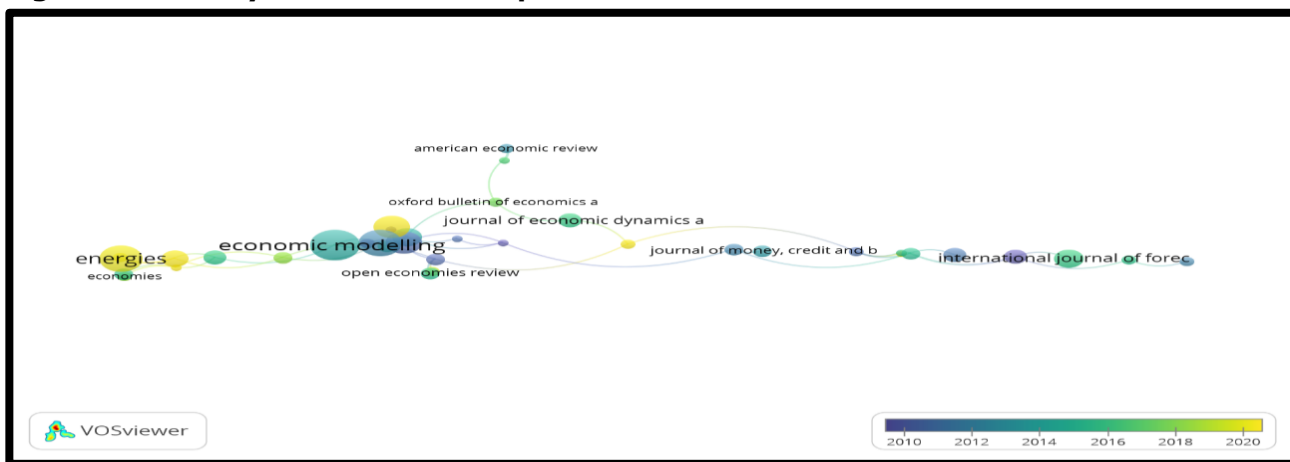 american economic review
oxford bulletin of economics a
journal of economic dynamics a
economic modelling
journal of money, credit and b
energies
international journal of forec
open economies review
economies
VOSviewer
2010 2012 2014 2016 2018 2020